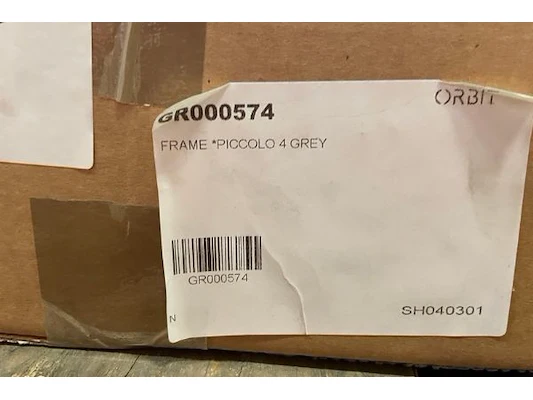 GR000574
ORBIT
FRAME *PICCOLO 4 GREY
GR000574
N
SH040301